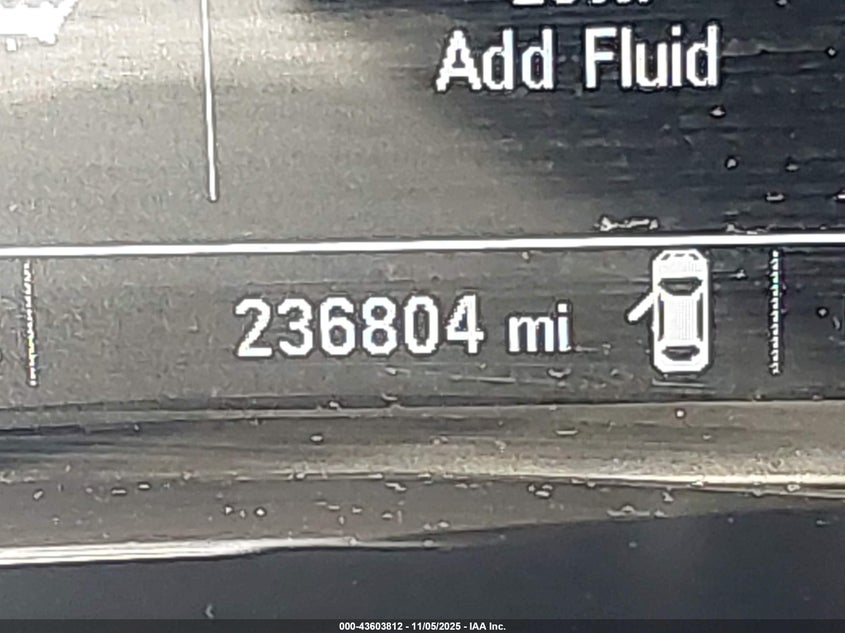 Add Fluid
236804 mi
000-43603812 - 11/05/2025 - IAA Inc.